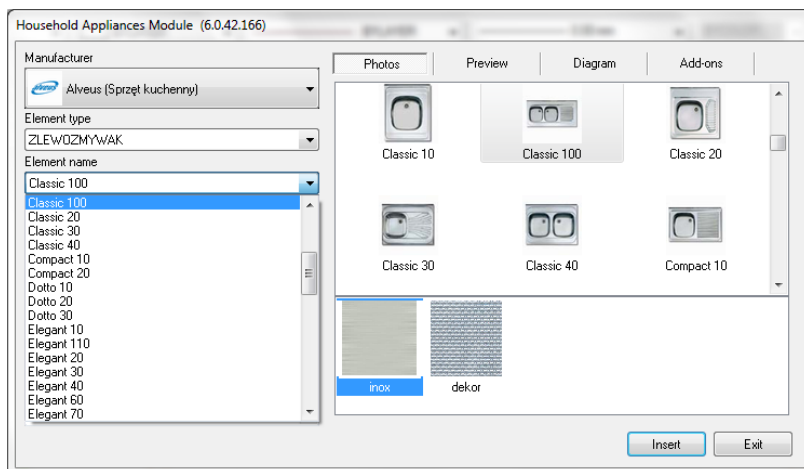 Household Appliances Module (6.0.42.166)
Manufacturer
alveus Alveus (Sprzęt kuchenny)
Element type
ZLEWOZMYWAK
Element name
Classic 100
Classic 100
Classic 20
Classic 30
Classic 40
Compact 10
Compact 20
Dotto 10
Dotto 20
Dotto 30
Elegant 10
Elegant 110
Elegant 20
Elegant 30
Elegant 40
Elegant 60
Elegant 70
Photos Preview Diagram Add-ons
Classic 10 Classic 100 Classic 20
Classic 30 Classic 40 Compact 10
inox dekor
Insert Exit